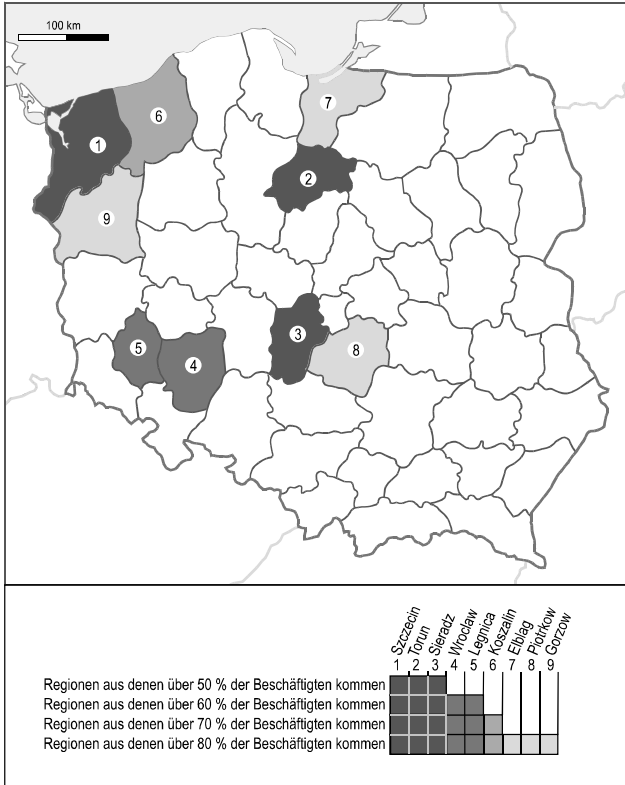 100 km
6
7
1
2
9
3
5
4
8
Szczecin
Torun
Sieradz
Wroclaw
Legnica
Koszalin
Elblag
Piotrkow
Gorzow
1 2 3 4 5 6 7 8 9
Regionen aus denen über 50 % der Beschäftigten kommen
Regionen aus denen über 60 % der Beschäftigten kommen
Regionen aus denen über 70 % der Beschäftigten kommen
Regionen aus denen über 80 % der Beschäftigten kommen